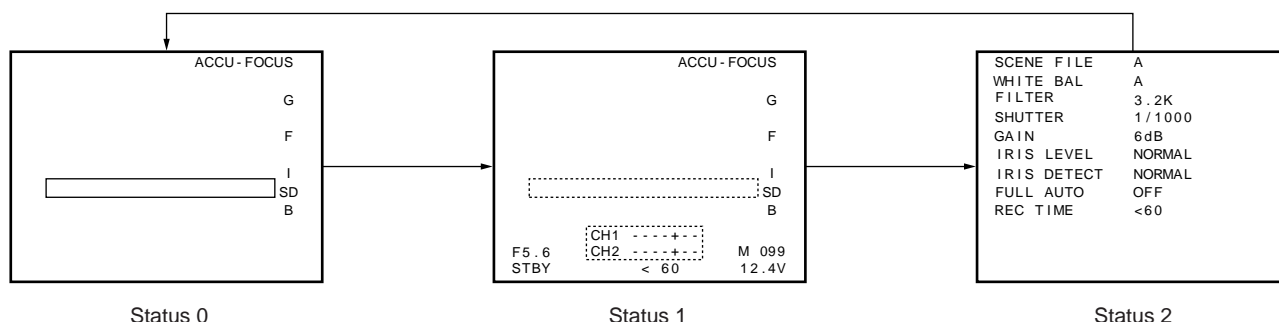 ACCU-FOCUS
G
F
I
SD
B
Status 0
ACCU-FOCUS
G
F
I
SD
B
CH1 ----+--
CH2 ----+--
F5.6 M 099
STBY < 60 12.4V
Status 1
SCENE FILE A
WHITE BAL A
FILTER 3.2K
SHUTTER 1/1000
GAIN 6dB
IRIS LEVEL NORMAL
IRIS DETECT NORMAL
FULL AUTO OFF
REC TIME <60
Status 2